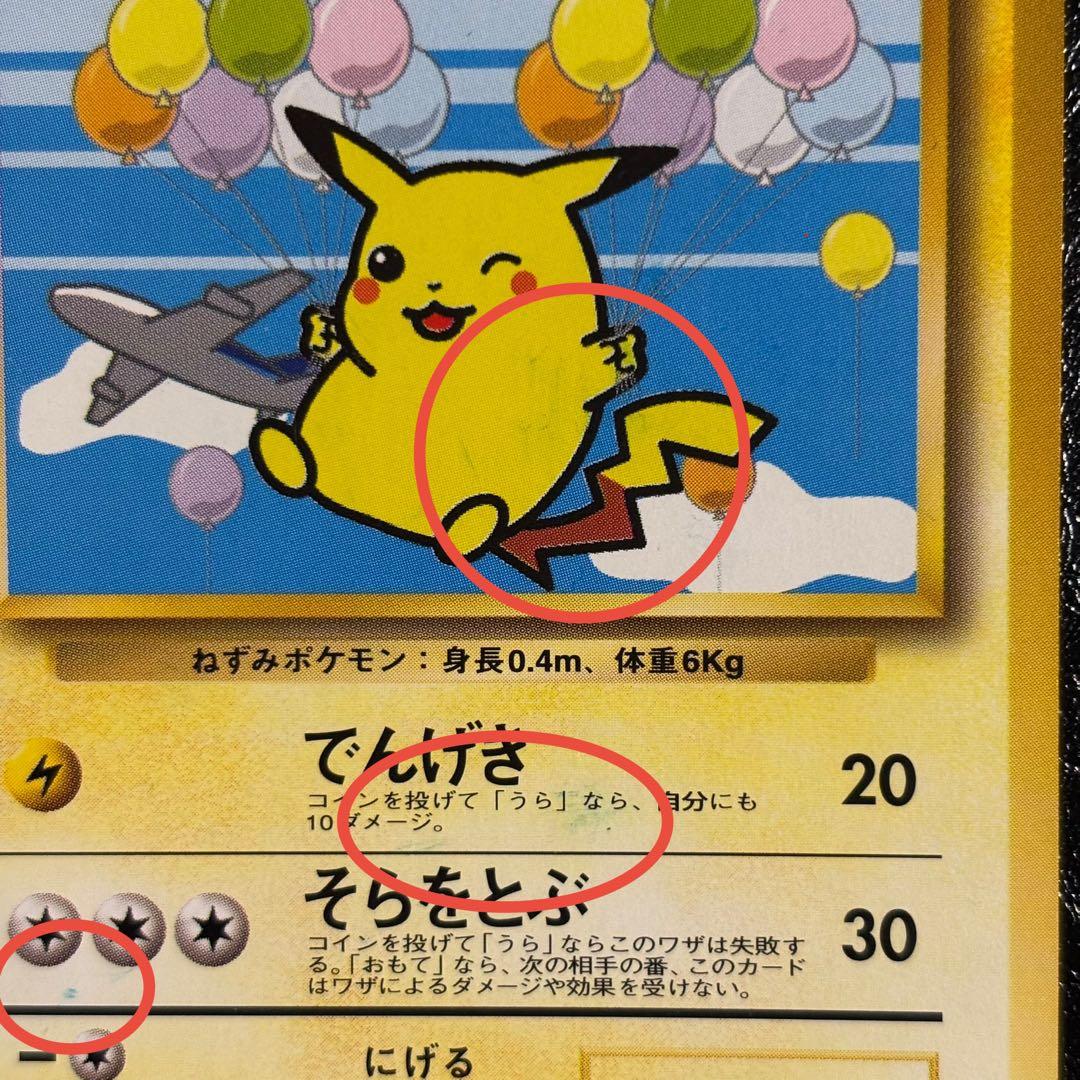 ねずみポケモン：身長0.4m、体重6Kg
でんげき 20
コインを投げて「うら」なら、自分にも
10ダメージ。
そらをとぶ 30
コインを投げて「うら」ならこのワザは失敗す
る。「おもて」なら、次の相手の番、このカード
はワザによるダメージや効果を受けない。
にげる